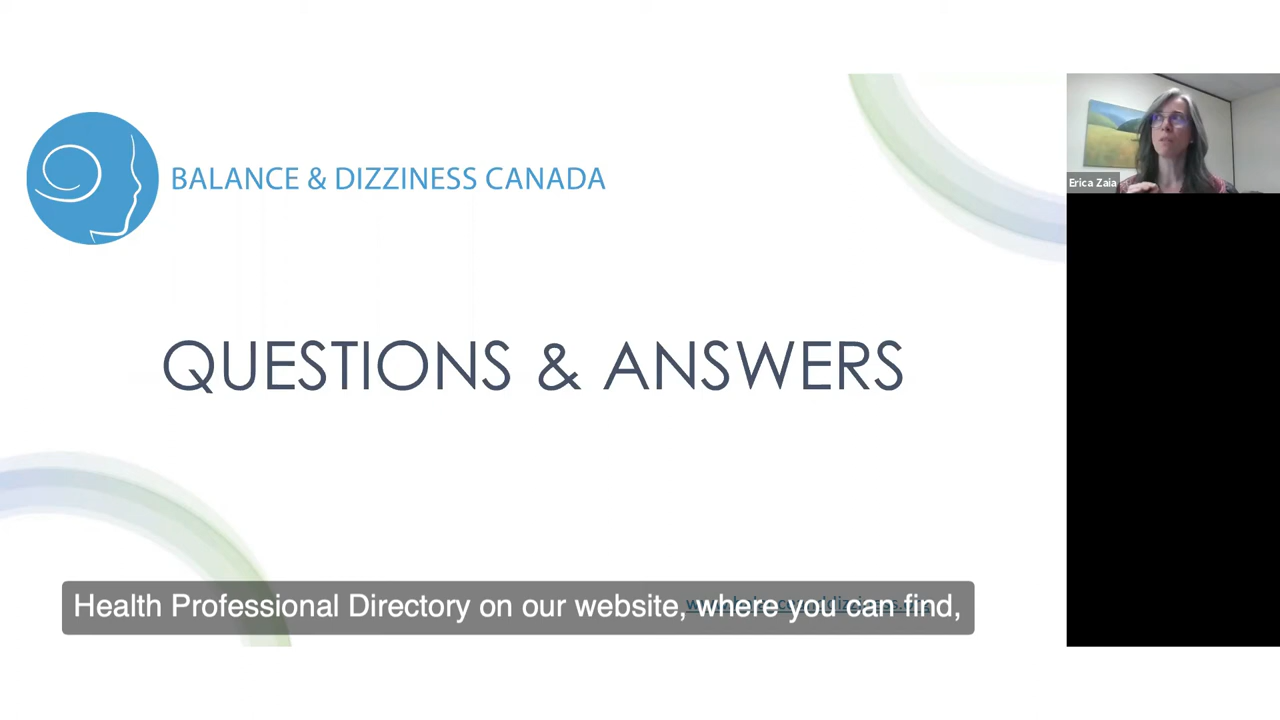 BALANCE & DIZZINESS CANADA
Erica Zaia
QUESTIONS & ANSWERS
Health Professional Directory on our website, where you can find,